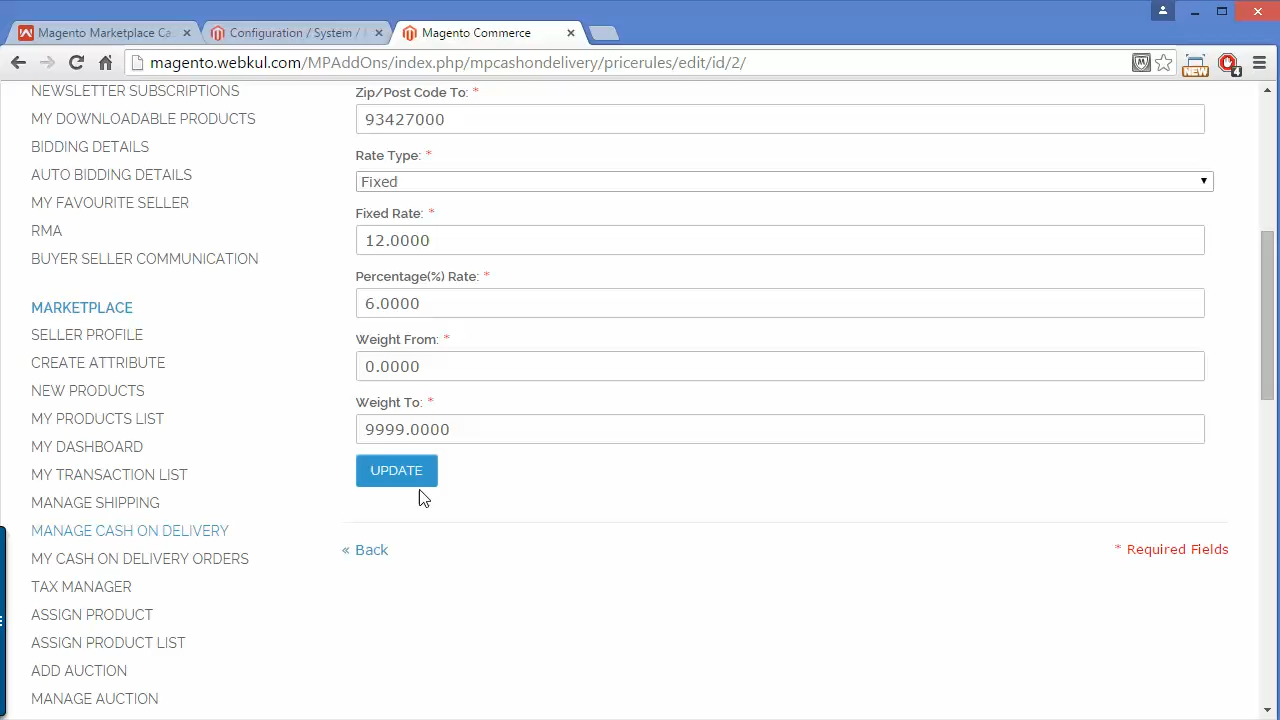 Magento Marketplace Ca
Configuration / System /
Magento Commerce
magento.webkul.com/MPAddOns/index.php/mpcashondelivery/pricerules/edit/id/2/
NEW
4
NEWSLETTER SUBSCRIPTIONS
MY DOWNLOADABLE PRODUCTS
BIDDING DETAILS
AUTO BIDDING DETAILS
MY FAVOURITE SELLER
RMA
BUYER SELLER COMMUNICATION
MARKETPLACE
SELLER PROFILE
CREATE ATTRIBUTE
NEW PRODUCTS
MY PRODUCTS LIST
MY DASHBOARD
MY TRANSACTION LIST
MANAGE SHIPPING
MANAGE CASH ON DELIVERY
MY CASH ON DELIVERY ORDERS
TAX MANAGER
ASSIGN PRODUCT
ASSIGN PRODUCT LIST
ADD AUCTION
MANAGE AUCTION
Zip/Post Code To: *
93427000
Rate Type: *
Fixed
Fixed Rate: *
12.0000
Percentage(%) Rate: *
6.0000
Weight From: *
0.0000
Weight To: *
9999.0000
UPDATE
« Back
* Required Fields